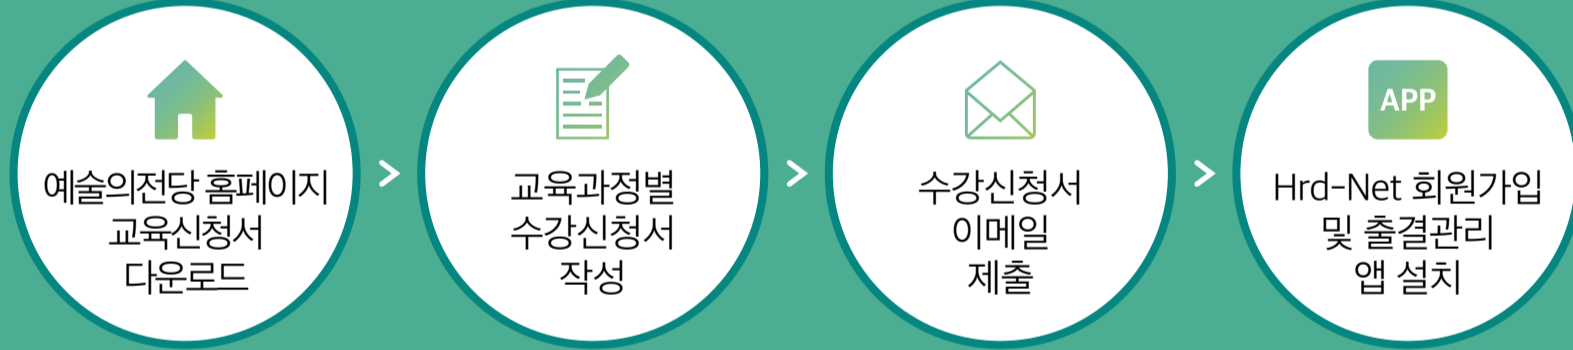 예술의전당 홈페이지
교육신청서
다운로드
>
교육과정별
수강신청서
작성
>
수강신청서
이메일
제출
>
APP
Hrd-Net 회원가입
및 출결관리
앱 설치